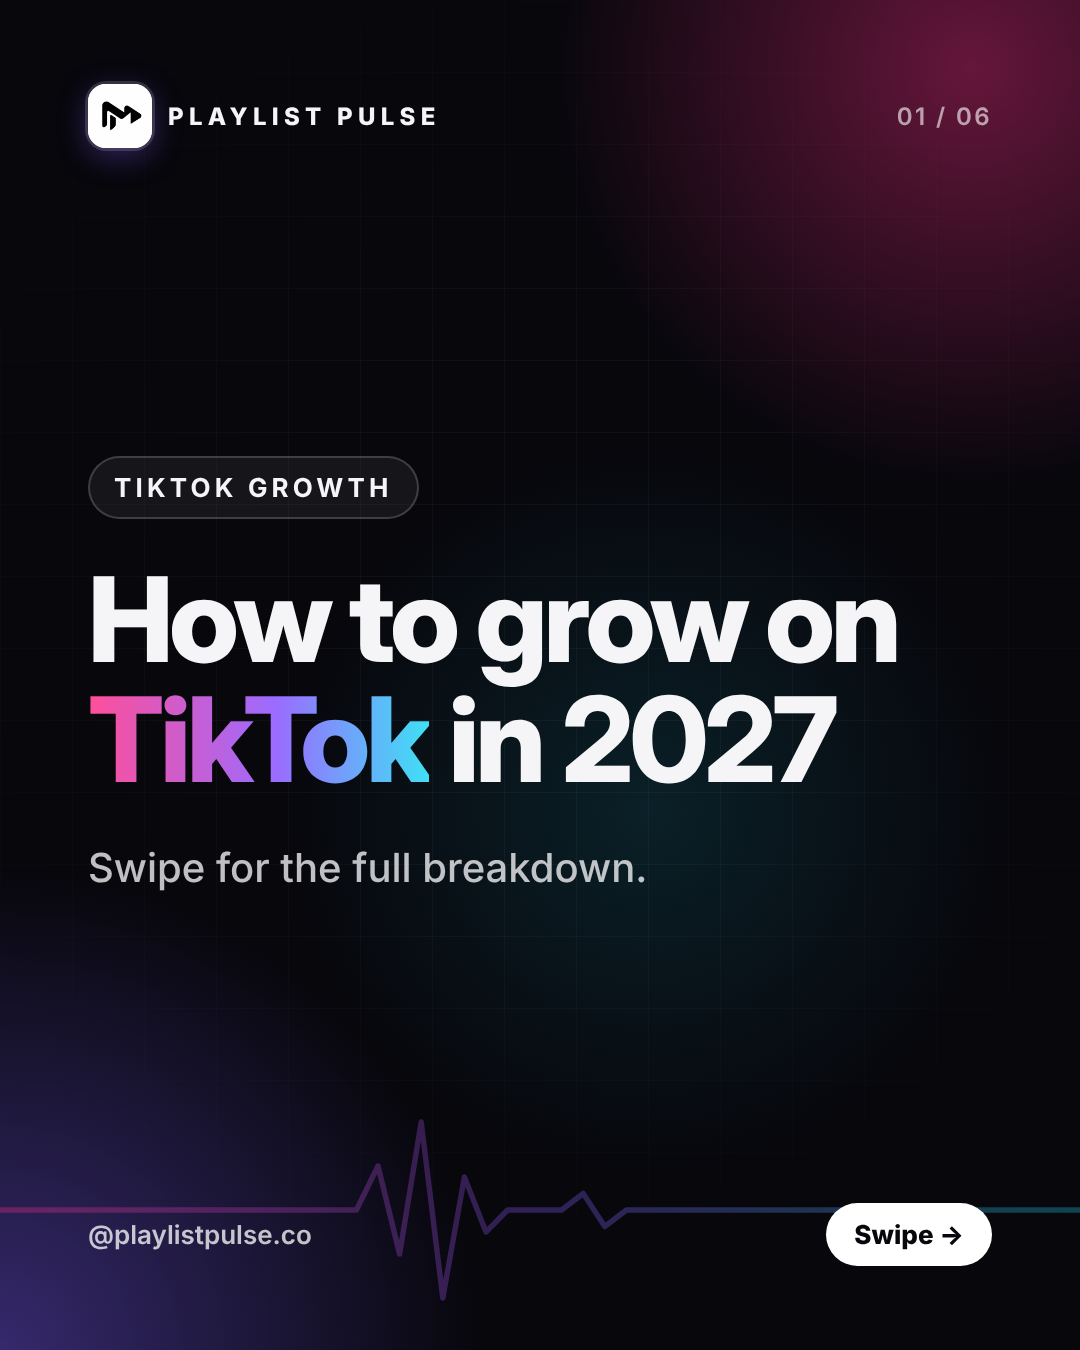 PLAYLIST PULSE
01 / 06
TIKTOK GROWTH
How to grow on
TikTok in 2027
Swipe for the full breakdown.
@playlistpulse.co
Swipe →